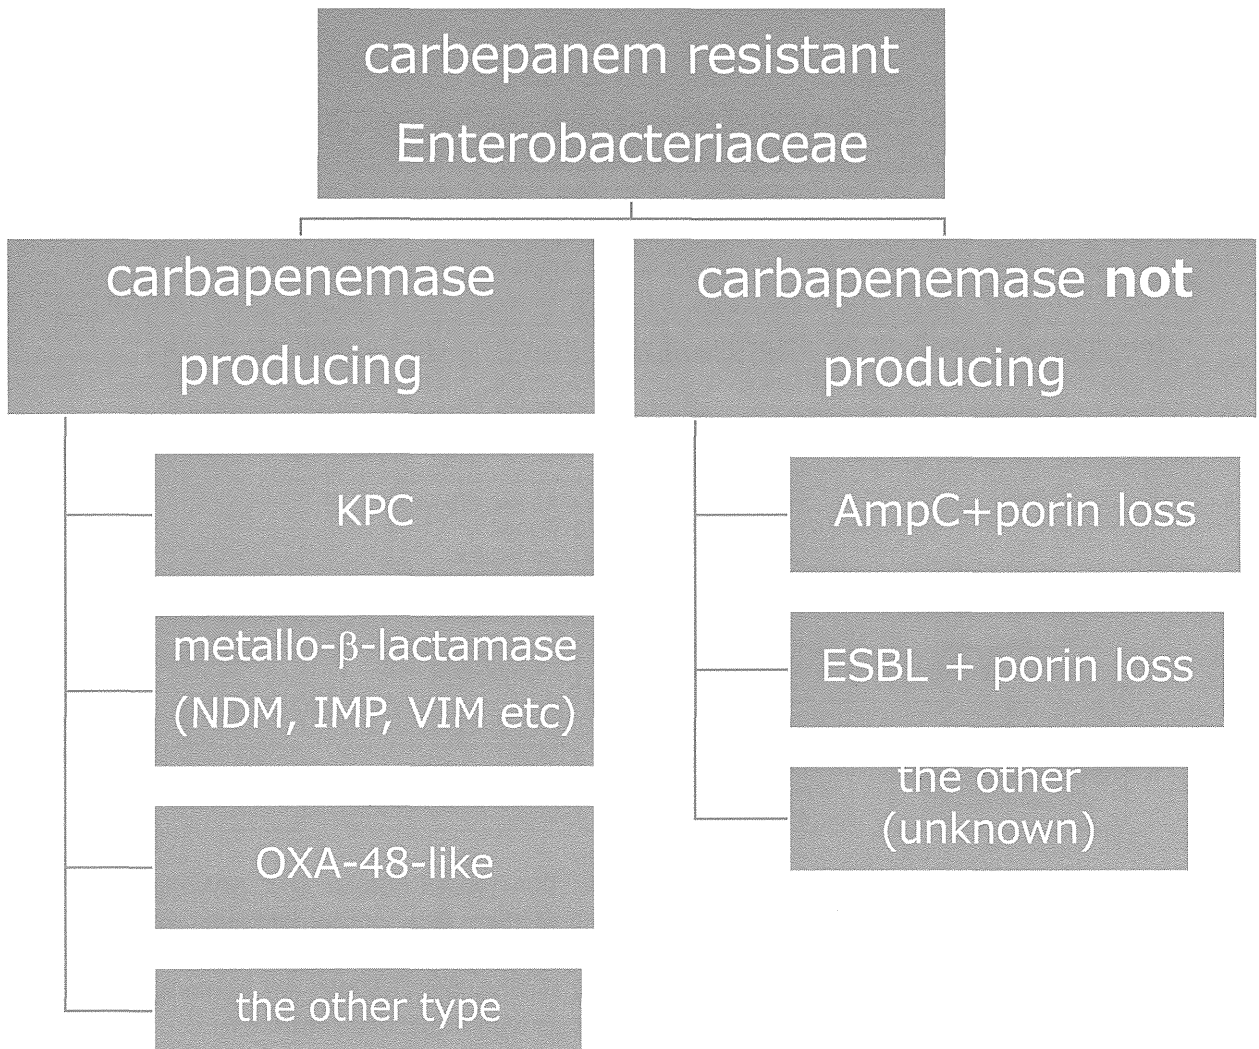 carbepanem resistant
Enterobacteriaceae
carbapenemase
producing
KPC
metallo-β-lactamase
(NDM, IMP, VIM etc)
OXA-48-like
the other type
carbapenemase not
producing
AmpC+porin loss
ESBL + porin loss
the other
(unknown)